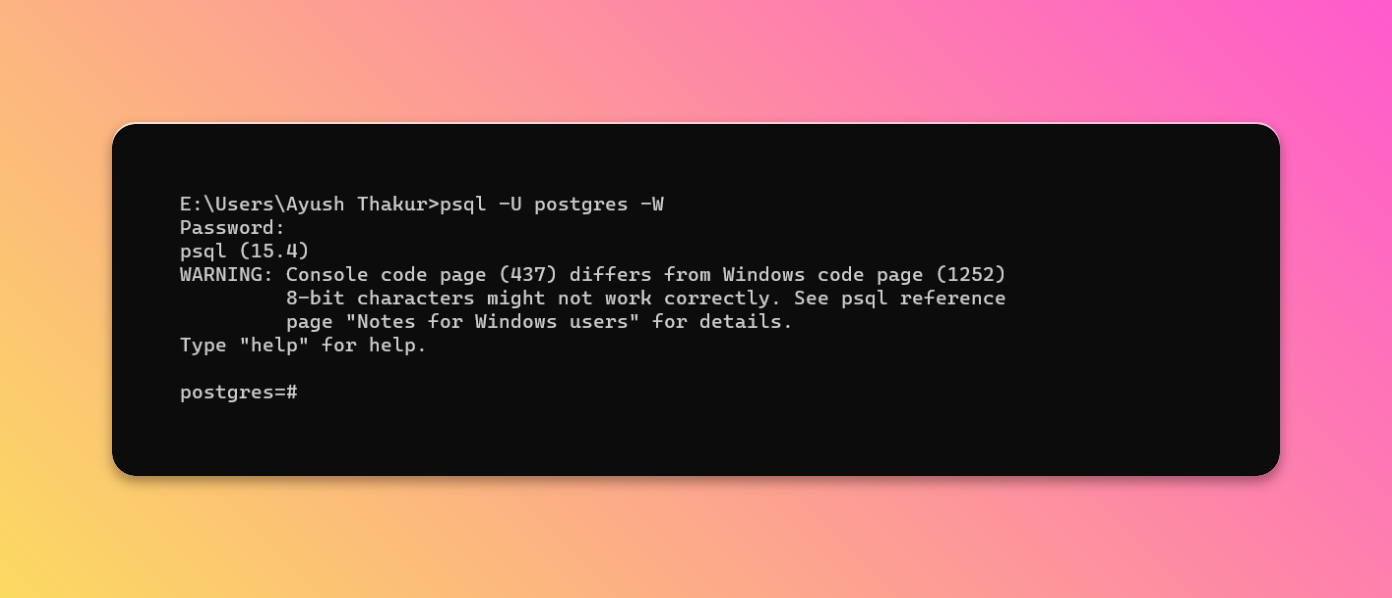 E:\Users\Ayush Thakur>psql -U postgres -W
Password:
psql (15.4)
WARNING: Console code page (437) differs from Windows code page (1252)
         8-bit characters might not work correctly. See psql reference
         page "Notes for Windows users" for details.
Type "help" for help.

postgres=#